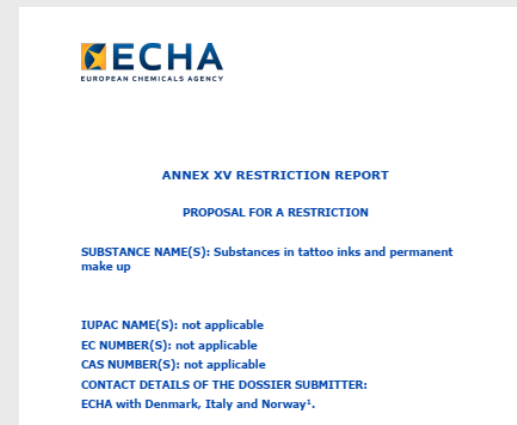 ECHA
EUROPEAN CHEMICALS AGENCY
ANNEX XV RESTRICTION REPORT
PROPOSAL FOR A RESTRICTION
SUBSTANCE NAME(S): Substances in tattoo inks and permanent
make up
IUPAC NAME(S): not applicable
EC NUMBER(S): not applicable
CAS NUMBER(S): not applicable
CONTACT DETAILS OF THE DOSSIER SUBMITTER:
ECHA with Denmark, Italy and Norway¹.